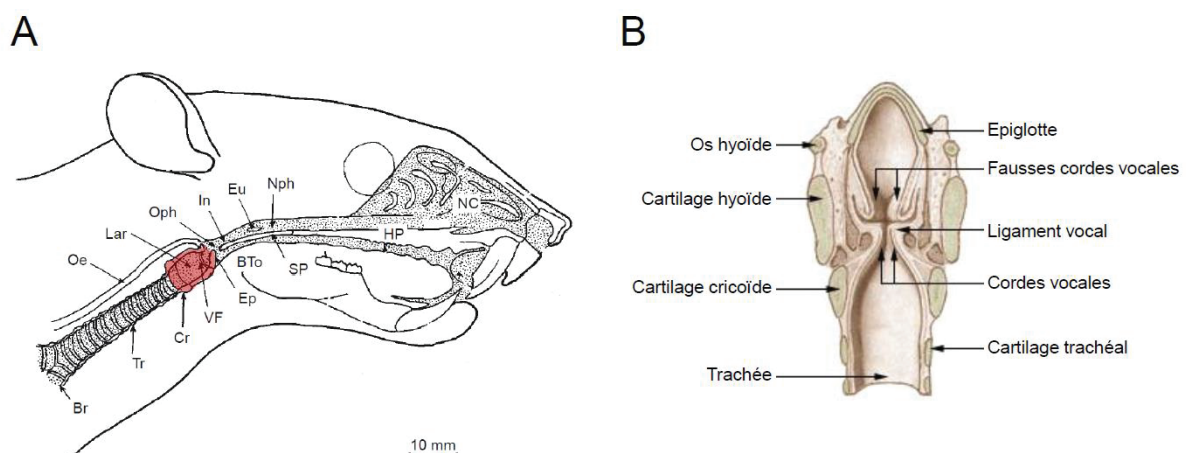 A
Oe
Lar
Oph
In
Eu
Nph
NC
HP
SP
BTo
Ep
VF
Cr
Tr
Br
10 mm
B
Os hyoïde
Cartilage hyoïde
Cartilage cricoïde
Trachée
Epiglotte
Fausses cordes vocales
Ligament vocal
Cordes vocales
Cartilage trachéal